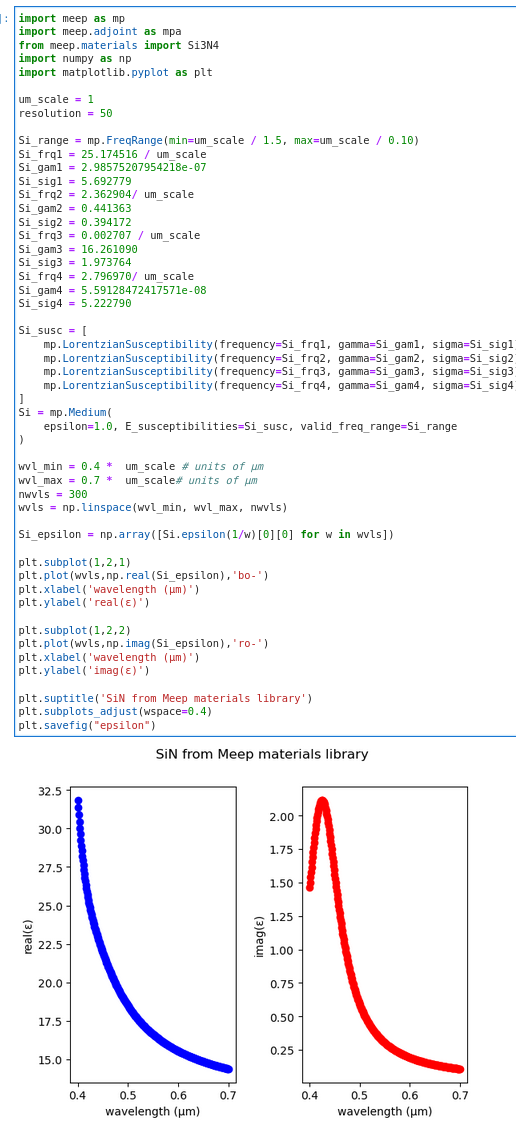 ]:
import meep as mp
import meep.adjoint as mpa
from meep.materials import Si3N4
import numpy as np
import matplotlib.pyplot as plt
um_scale = 1
resolution = 50
Si_range = mp.FreqRange(min=um_scale / 1.5, max=um_scale / 0.10)
Si_frq1 = 25.174516 / um_scale
Si_gam1 = 2.98575207954218e-07
Si_sig1 = 5.692779
Si_frq2 = 2.362904/ um_scale
Si_gam2 = 0.441363
Si_sig2 = 0.394172
Si_frq3 = 0.002707 / um_scale
Si_gam3 = 16.261090
Si_sig3 = 1.973764
Si_frq4 = 2.796970/ um_scale
Si_gam4 = 5.59128472417571e-08
Si_sig4 = 5.222790
Si_susc = [
    mp.LorentzianSusceptibility(frequency=Si_frq1, gamma=Si_gam1, sigma=Si_sig1
    mp.LorentzianSusceptibility(frequency=Si_frq2, gamma=Si_gam2, sigma=Si_sig2
    mp.LorentzianSusceptibility(frequency=Si_frq3, gamma=Si_gam3, sigma=Si_sig3
    mp.LorentzianSusceptibility(frequency=Si_frq4, gamma=Si_gam4, sigma=Si_sig4
]
Si = mp.Medium(
    epsilon=1.0, E_susceptibilities=Si_susc, valid_freq_range=Si_range
)
wvl_min = 0.4 *  um_scale # units of μm
wvl_max = 0.7 *  um_scale# units of μm
nwvls = 300
wvls = np.linspace(wvl_min, wvl_max, nwvls)
Si_epsilon = np.array([Si.epsilon(1/w)[0][0] for w in wvls])
plt.subplot(1,2,1)
plt.plot(wvls,np.real(Si_epsilon),'bo-')
plt.xlabel('wavelength (μm)')
plt.ylabel('real(ε)')
plt.subplot(1,2,2)
plt.plot(wvls,np.imag(Si_epsilon),'ro-')
plt.xlabel('wavelength (μm)')
plt.ylabel('imag(ε)')
plt.suptitle('SiN from Meep materials library')
plt.subplots_adjust(wspace=0.4)
plt.savefig("epsilon")
SiN from Meep materials library
32.5
30.0
27.5
25.0
22.5
20.0
17.5
15.0
real(ε)
0.4 0.5 0.6 0.7
wavelength (μm)
2.00
1.75
1.50
1.25
1.00
0.75
0.50
0.25
imag(ε)
0.4 0.5 0.6 0.7
wavelength (μm)